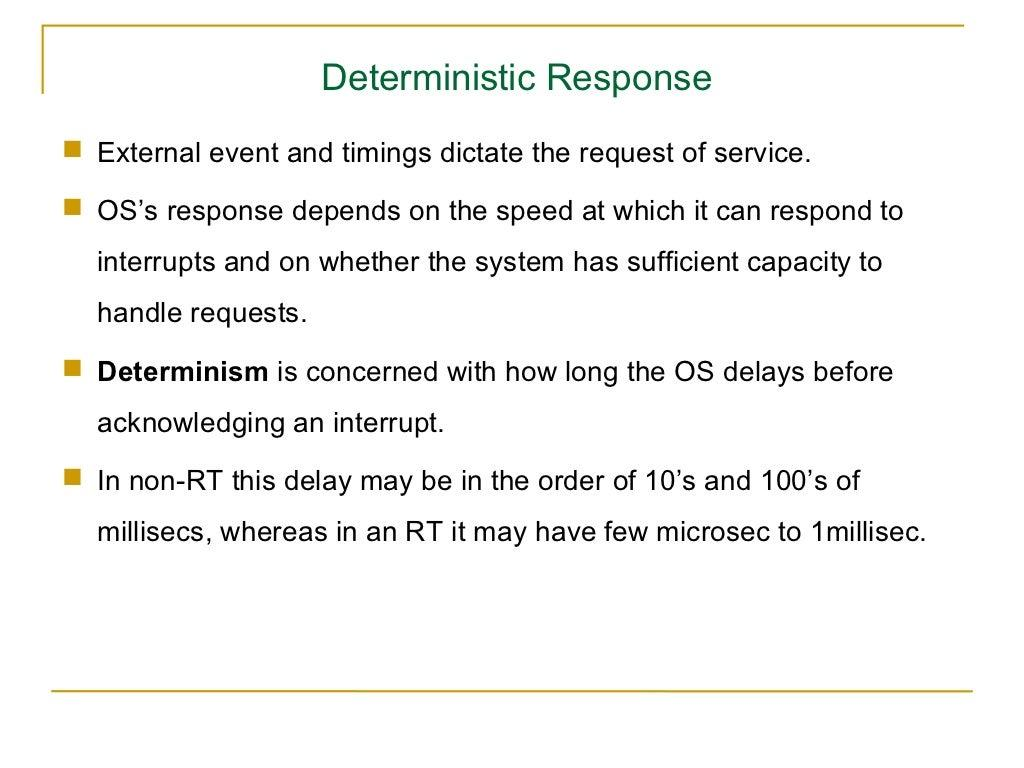 Deterministic Response
External event and timings dictate the request of service.
OS’s response depends on the speed at which it can respond to
interrupts and on whether the system has sufficient capacity to
handle requests.
Determinism is concerned with how long the OS delays before
acknowledging an interrupt.
In non-RT this delay may be in the order of 10’s and 100’s of
millisecs, whereas in an RT it may have few microsec to 1millisec.